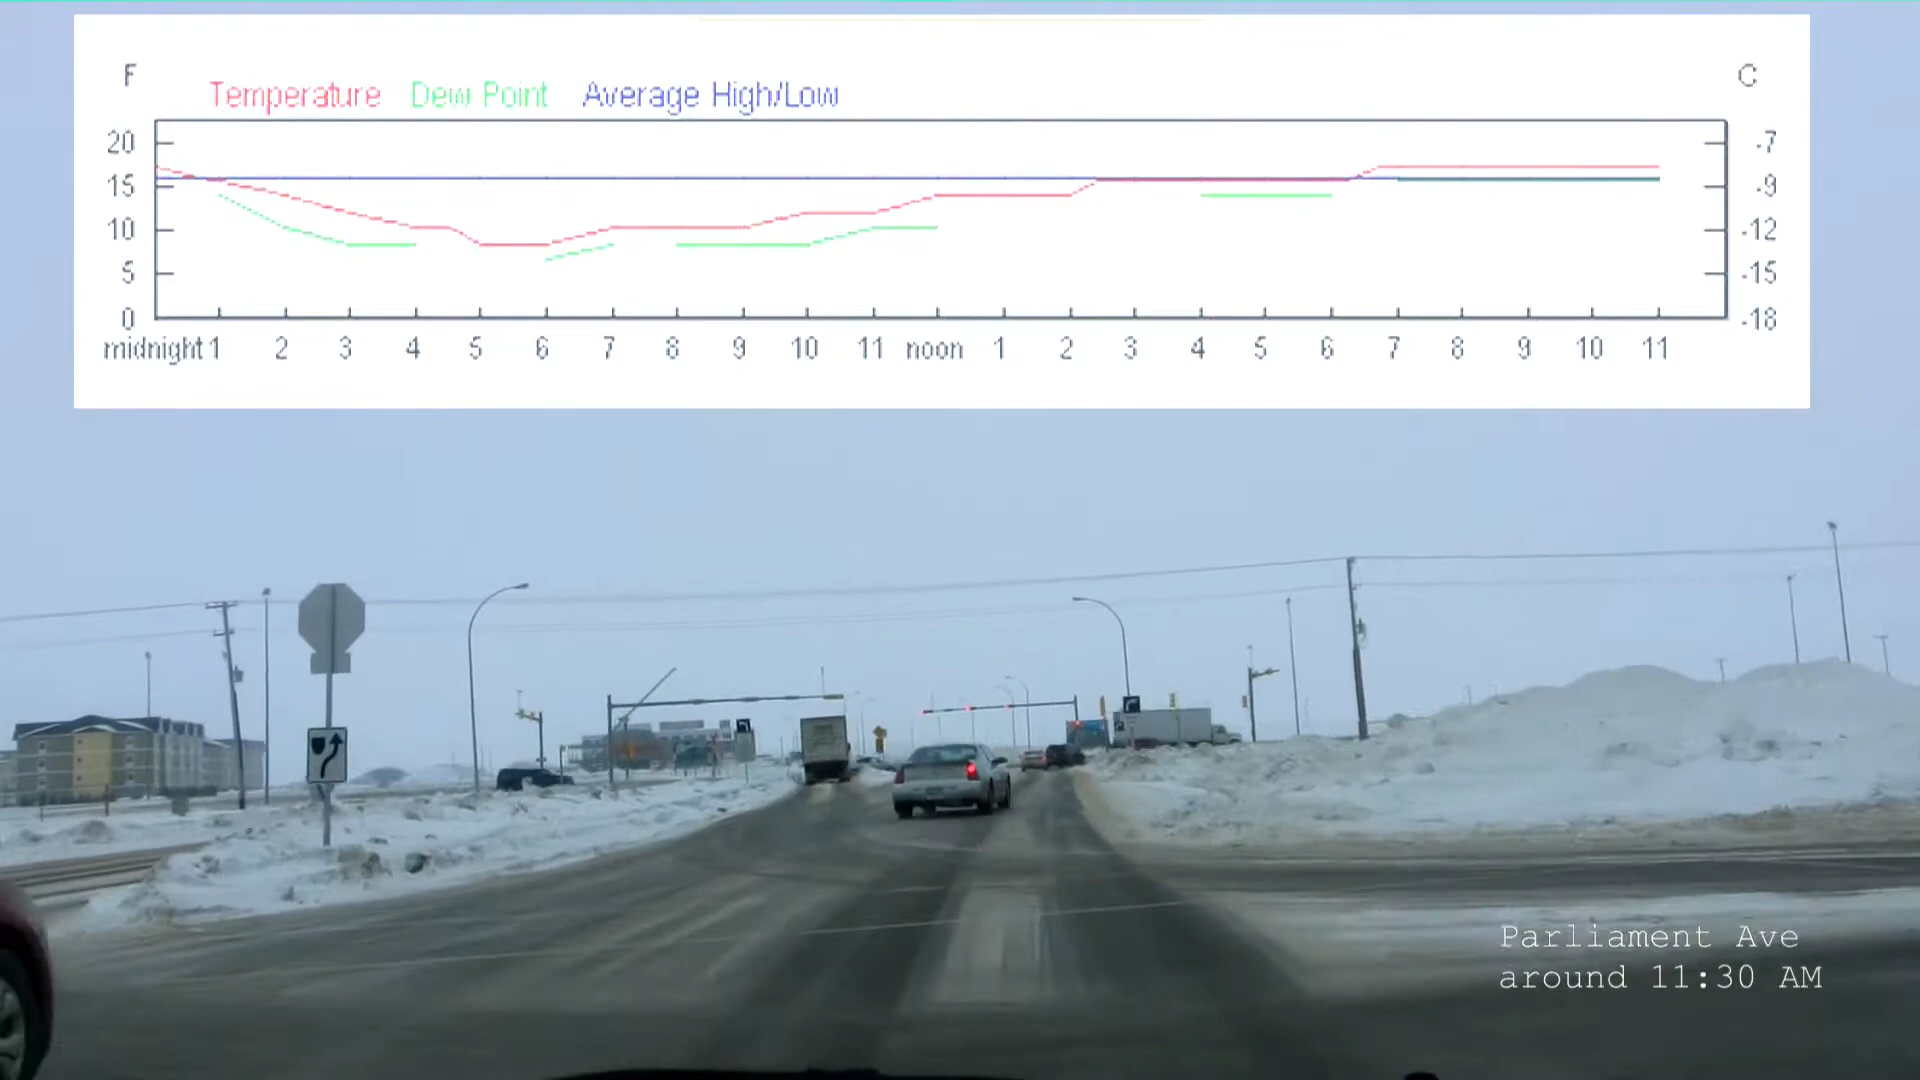 F
C
Temperature Dew Point Average High/Low
20
15
10
5
0
-7
-9
-12
-15
-18
midnight 1 2 3 4 5 6 7 8 9 10 11 noon 1 2 3 4 5 6 7 8 9 10 11
Parliament Ave
around 11:30 AM